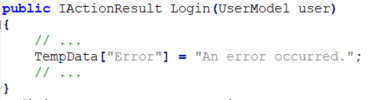 public IActionResult Login(UserModel user)
{
// ...
TempData["Error"] = "An error occurred.";
// ...
}